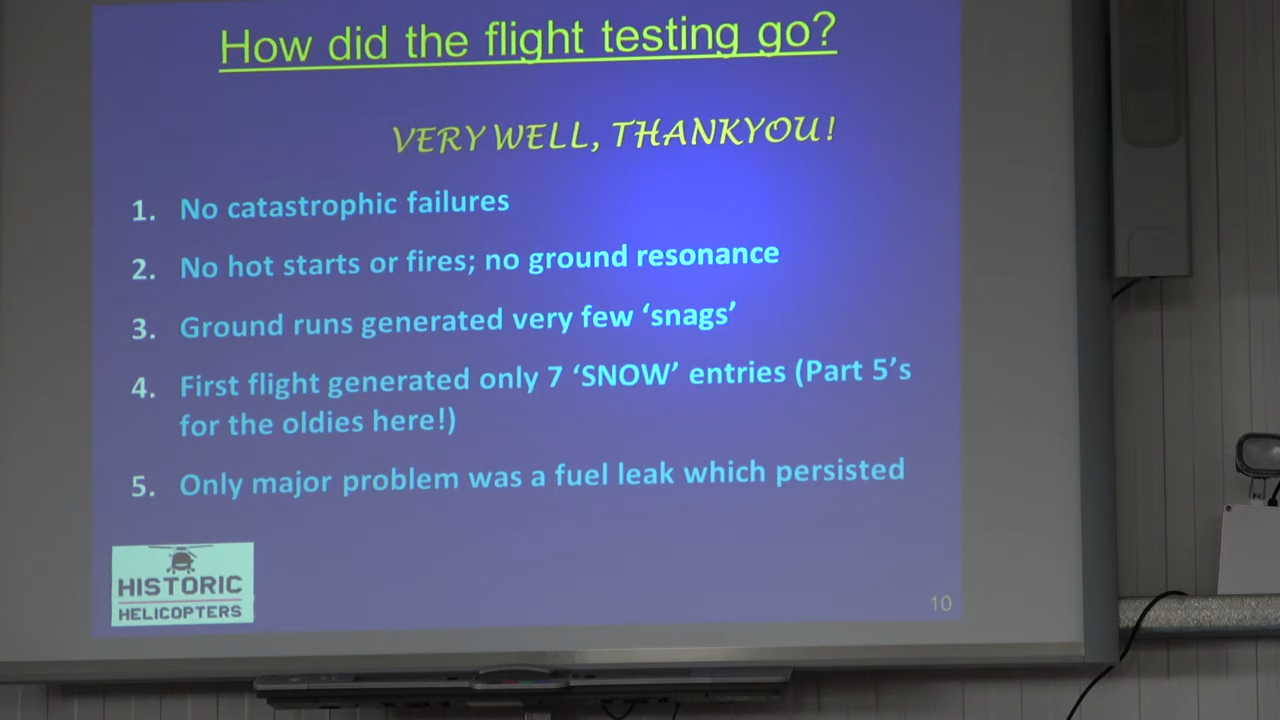 How did the flight testing go?
VERY WELL, THANKYOU!
1. No catastrophic failures
2. No hot starts or fires; no ground resonance
3. Ground runs generated very few ‘snags’
4. First flight generated only 7 ‘SNOW’ entries (Part 5’s
for the oldies here!)
5. Only major problem was a fuel leak which persisted
HISTORIC
HELICOPTERS
10